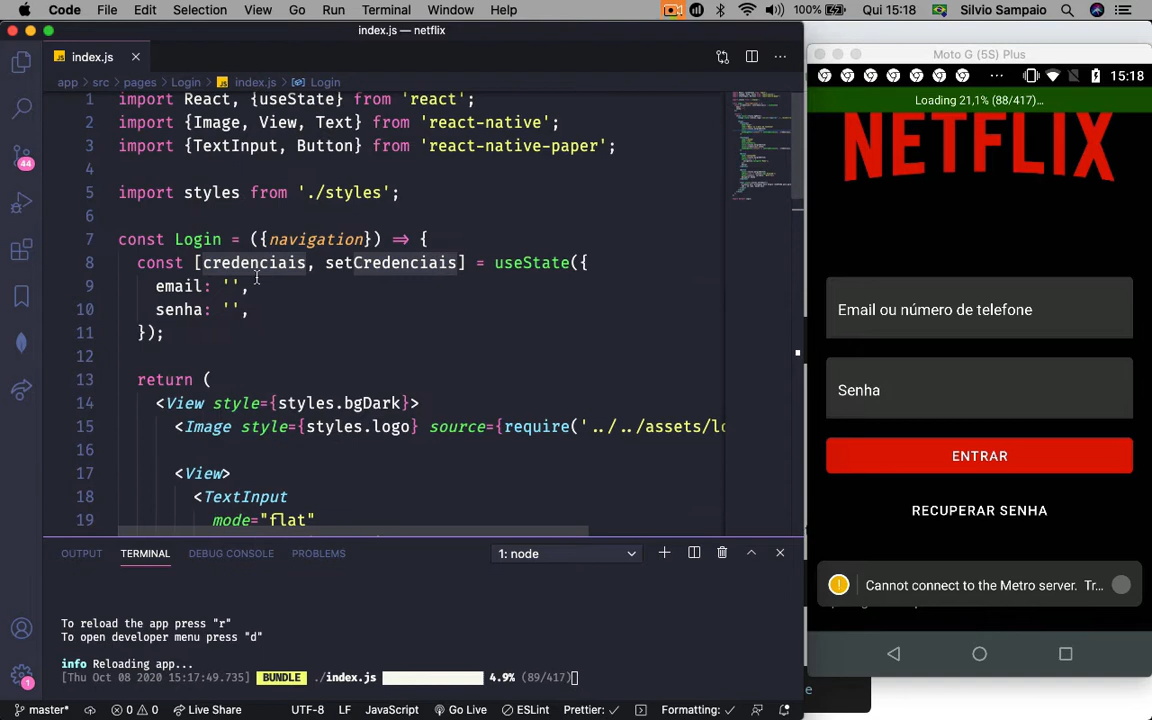 Code File Edit Selection View Go Run Terminal Window Help 100% Qui 15:18 Silvio Sampaio
index.js — netflix
index.js
app › src › pages › Login › index.js › Login
1 import React, {useState} from 'react';
2 import {Image, View, Text} from 'react-native';
3 import {TextInput, Button} from 'react-native-paper';
4
5 import styles from './styles';
6
7 const Login = ({navigation}) ⇒ {
8 const [credenciais, setCredenciais] = useState({
9 email: '',
10 senha: '',
11 });
12
13 return (
14 <View style={styles.bgDark}>
15 <Image style={styles.logo} source={require('../../assets/lo
16
17 <View>
18 <TextInput
19 mode="flat"
OUTPUT TERMINAL DEBUG CONSOLE PROBLEMS 1: node
To reload the app press "r"
To open developer menu press "d"
info Reloading app...
[Thu Oct 08 2020 15:17:49.735] BUNDLE ./index.js 4.9% (89/417)
44
1
master* 0 0 Live Share UTF-8 LF JavaScript Go Live ESLint Prettier: ✓ Formatting: ✓
Moto G (5S) Plus
15:18
Loading 21,1% (88/417)…
NETFLIX
Email ou número de telefone
Senha
ENTRAR
RECUPERAR SENHA
Cannot connect to the Metro server. Tr...